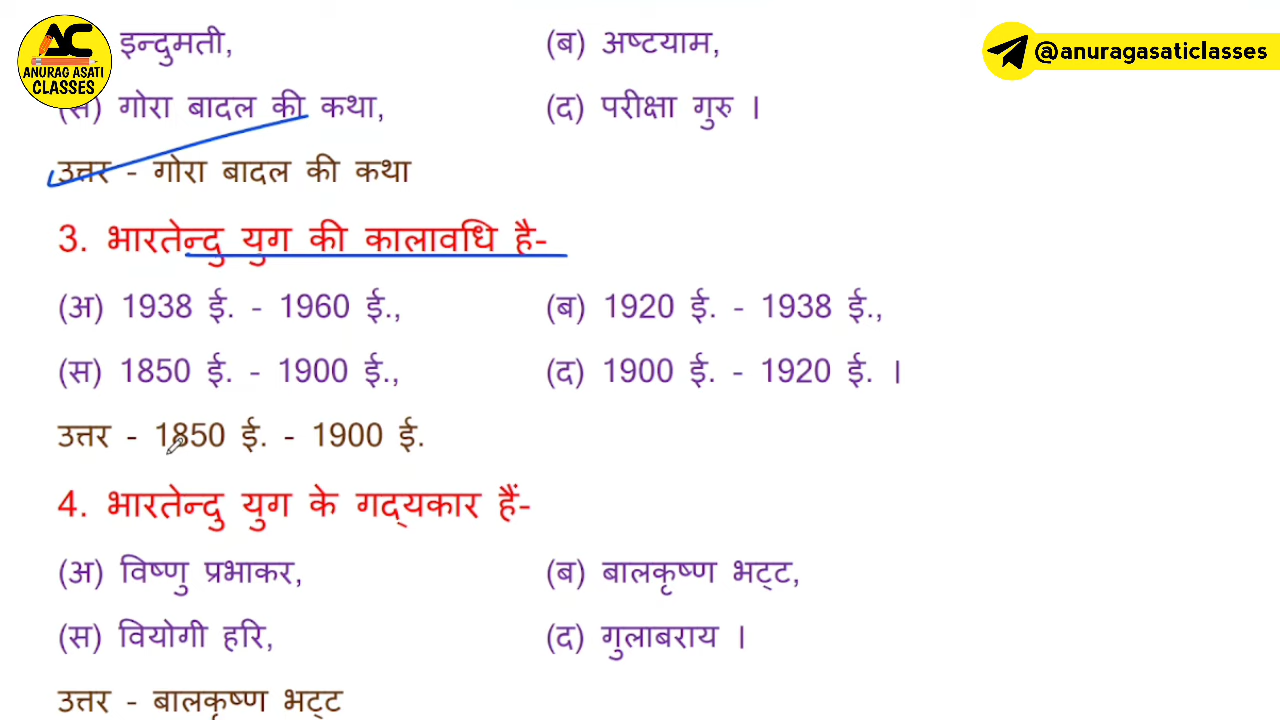 AC
ANURAG ASATI
CLASSES
इन्दुमती, (ब) अष्टयाम,
@anuragasaticlasses
(स) गोरा बादल की कथा, (द) परीक्षा गुरु ।
उत्तर - गोरा बादल की कथा
3. भारतेन्दु युग की कालावधि है-
(अ) 1938 ई. - 1960 ई., (ब) 1920 ई. - 1938 ई.,
(स) 1850 ई. - 1900 ई., (द) 1900 ई. - 1920 ई. ।
उत्तर - 1850 ई. - 1900 ई.
4. भारतेन्दु युग के गद्यकार हैं-
(अ) विष्णु प्रभाकर, (ब) बालकृष्ण भट्ट,
(स) वियोगी हरि, (द) गुलाबराय ।
उत्तर - बालकृष्ण भट्ट